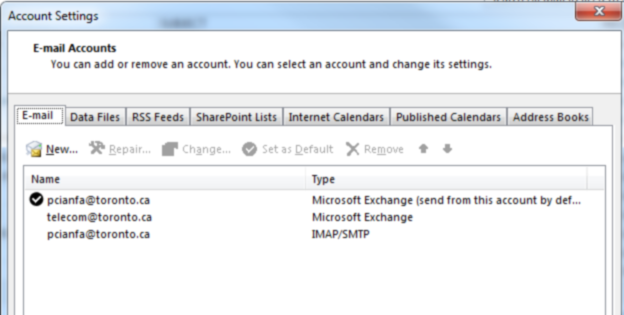 Account Settings
E-mail Accounts
You can add or remove an account. You can select an account and change its settings.
E-mail Data Files RSS Feeds SharePoint Lists Internet Calendars Published Calendars Address Books
New... Repair... Change... Set as Default Remove
Name Type
pcianfa@toronto.ca Microsoft Exchange (send from this account by def...
telecom@toronto.ca Microsoft Exchange
pcianfa@toronto.ca IMAP/SMTP